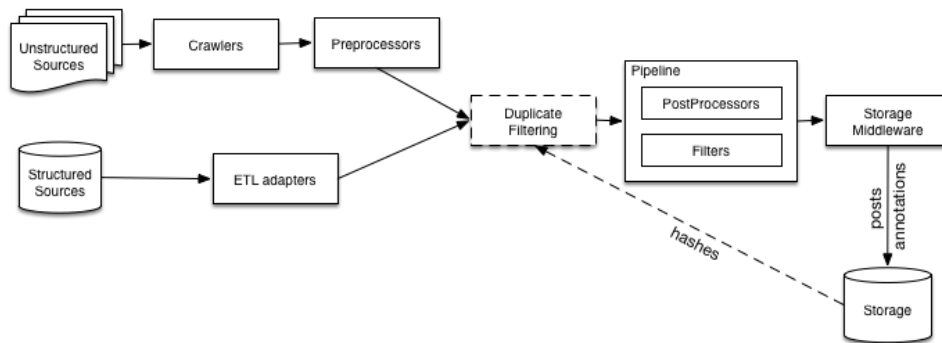 Unstructured
Sources
Crawlers
Preprocessors
Structured
Sources
ETL adapters
Duplicate
Filtering
Pipeline
PostProcessors
Filters
Storage
Middleware
posts
annotations
hashes
Storage